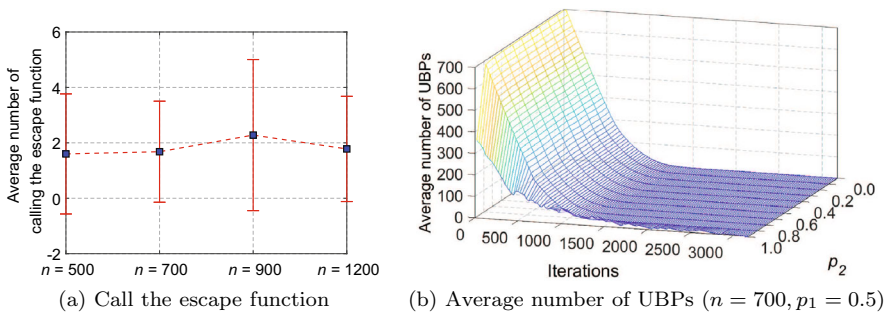 Average number of
calling the escape function
6
4
2
0
-2
n = 500 n = 700 n = 900 n = 1200
(a) Call the escape function
Average number of UBPs
700
600
500
400
300
200
100
0
0 500 1000 1500 2000 2500 3000
Iterations
0.0
0.2
0.4
0.6
0.8
1.0
p2
(b) Average number of UBPs (n = 700, p1 = 0.5)